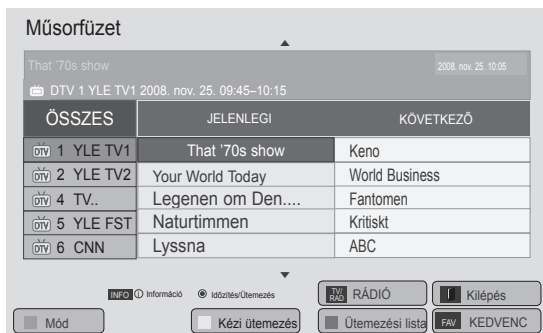 Műsorfüzet
That '70s show 2008. nov. 25. 10:05
DTV 1 YLE TV1 2008. nov. 25. 09:45–10:15
ÖSSZES JELENLEGI KÖVETKEZŐ
DTV 1 YLE TV1 That '70s show Keno
DTV 2 YLE TV2 Your World Today World Business
DTV 4 TV.. Legenen om Den.... Fantomen
DTV 5 YLE FST Naturtimmen Kritiskt
DTV 6 CNN Lyssna ABC
INFO ⓘ Információ ◉ Időzítés/Ütemezés TV/RAD RÁDIÓ Kilépés
Mód Kézi ütemezés Ütemezési lista FAV KEDVENC